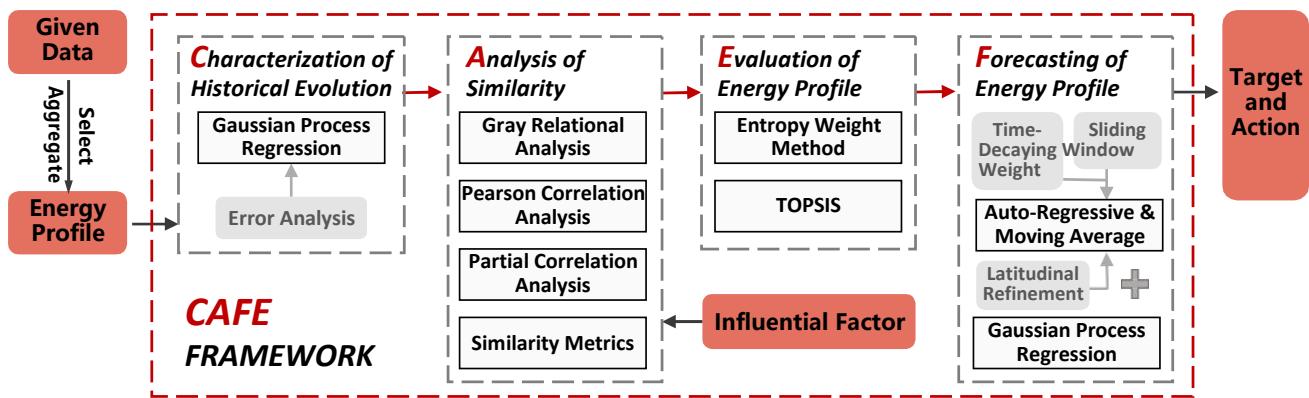 Given
Data
Select
Aggregate
Energy
Profile
Characterization of
Historical Evolution
Gaussian Process
Regression
Error Analysis
CAFE
FRAMEWORK
Analysis of
Similarity
Gray Relational
Analysis
Pearson Correlation
Analysis
Partial Correlation
Analysis
Similarity Metrics
Influential Factor
Evaluation of
Energy Profile
Entropy Weight
Method
TOPSIS
Forecasting of
Energy Profile
Time-
Decaying
Weight
Sliding
Window
Auto-Regressive &
Moving Average
Latitudinal
Refinement
Gaussian Process
Regression
Target
and
Action